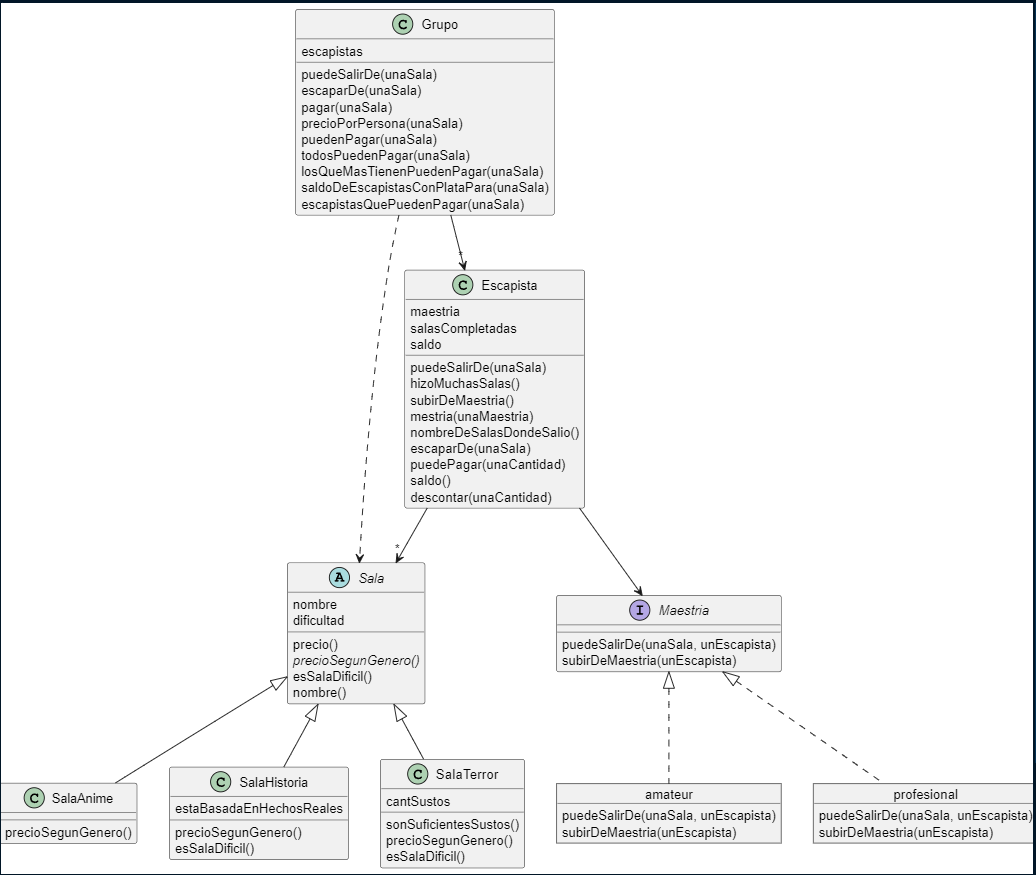 C Grupo
escapistas
puedeSalirDe(unaSala)
escaparDe(unaSala)
pagar(unaSala)
precioPorPersona(unaSala)
puedenPagar(unaSala)
todosPuedenPagar(unaSala)
losQueMasTienenPuedenPagar(unaSala)
saldoDeEscapistasConPlataPara(unaSala)
escapistasQuePuedenPagar(unaSala)
*
C Escapista
maestria
salasCompletadas
saldo
puedeSalirDe(unaSala)
hizoMuchasSalas()
subirDeMaestria()
mestria(unaMaestria)
nombreDeSalasDondeSalio()
escaparDe(unaSala)
puedePagar(unaCantidad)
saldo()
descontar(unaCantidad)
*
A Sala
nombre
dificultad
precio()
precioSegunGenero()
esSalaDificil()
nombre()
I Maestria
puedeSalirDe(unaSala, unEscapista)
subirDeMaestria(unEscapista)
C SalaAnime
precioSegunGenero()
C SalaHistoria
estaBasadaEnHechosReales
precioSegunGenero()
esSalaDificil()
C SalaTerror
cantSustos
sonSuficientesSustos()
precioSegunGenero()
esSalaDificil()
amateur
puedeSalirDe(unaSala, unEscapista)
subirDeMaestria(unEscapista)
profesional
puedeSalirDe(unaSala, unEscapista)
subirDeMaestria(unEscapista)